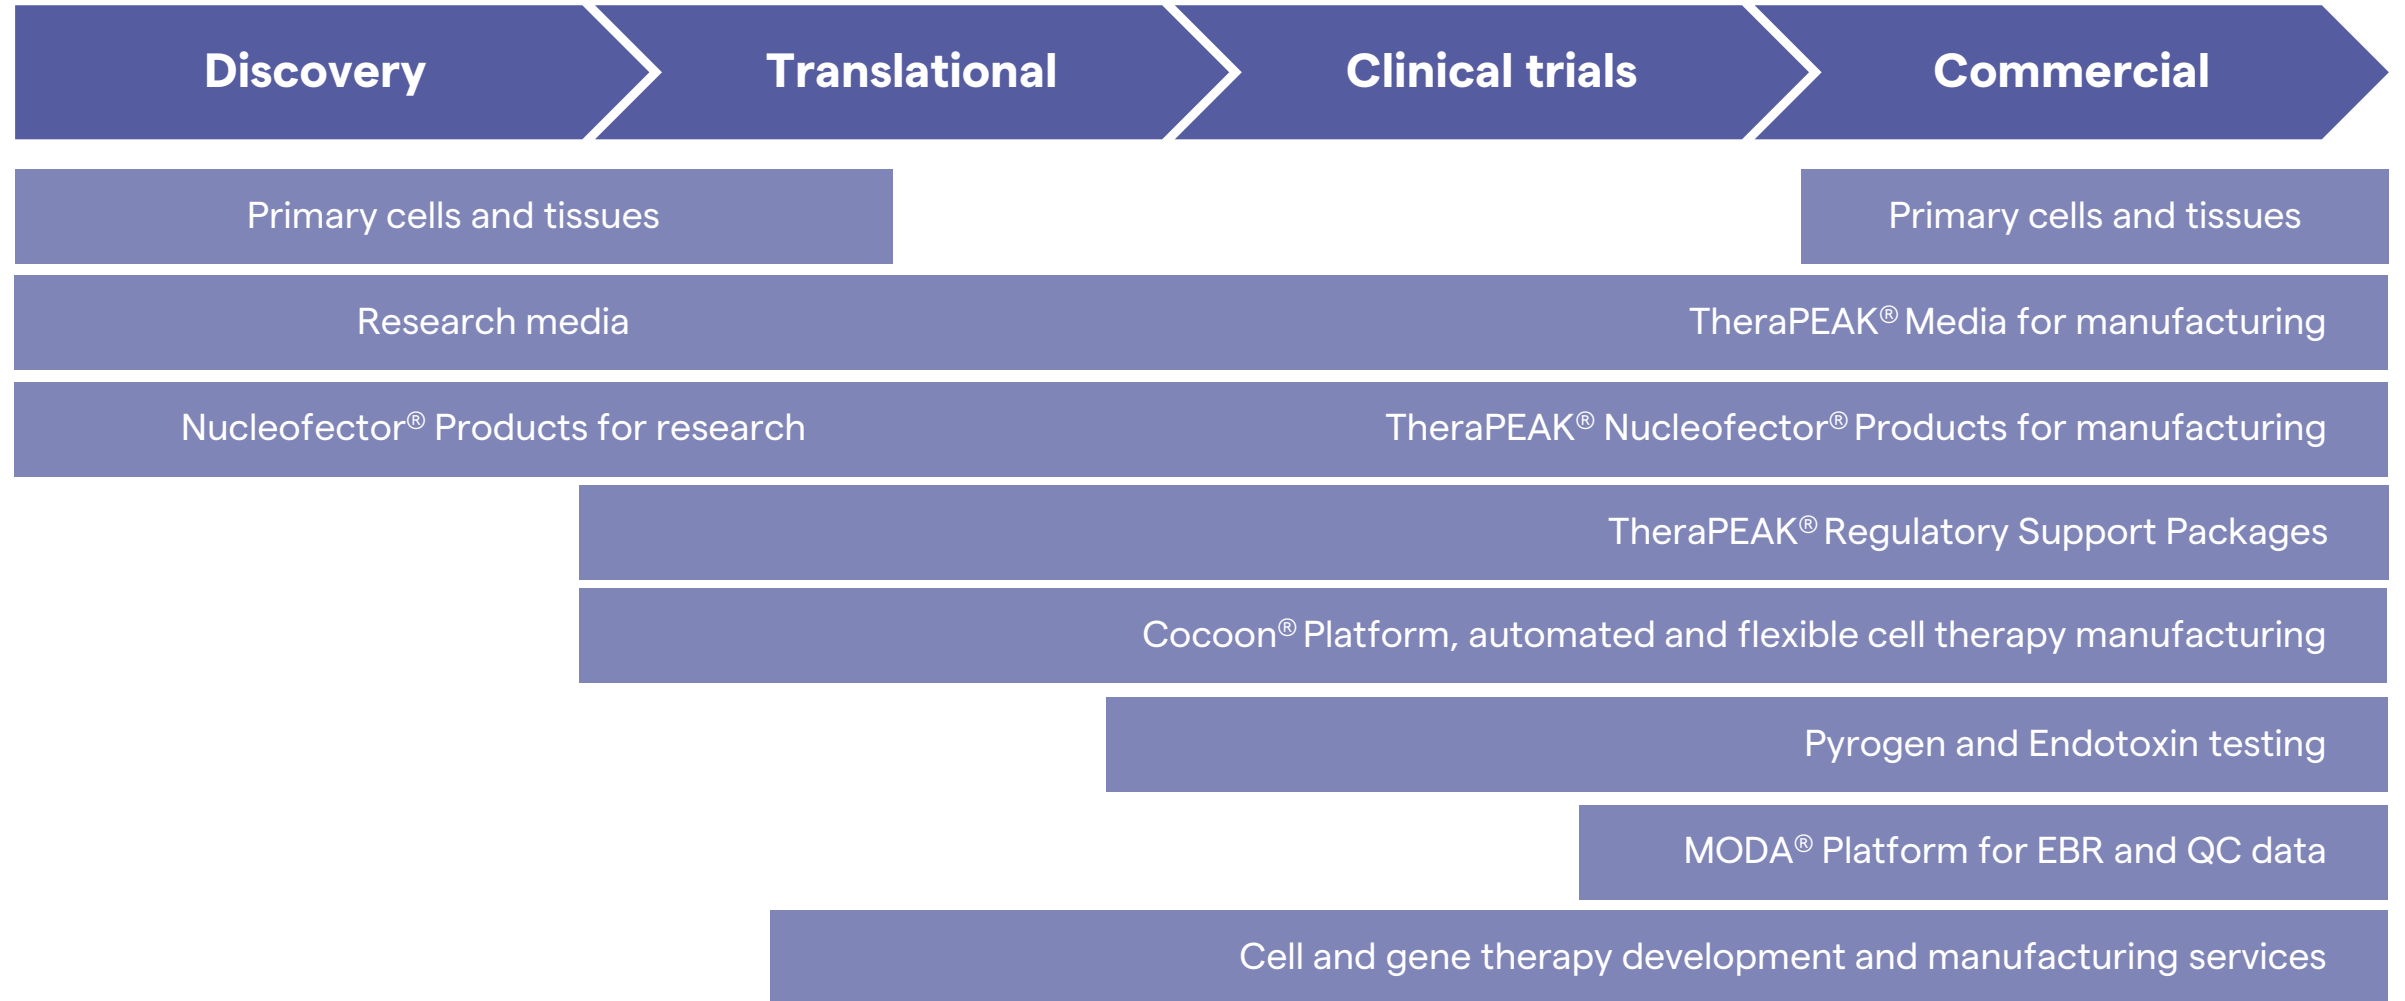 Discovery
Translational
Clinical trials
Commercial
Primary cells and tissues
Primary cells and tissues
Research media
TheraPEAK® Media for manufacturing
Nucleofector® Products for research
TheraPEAK® Nucleofector® Products for manufacturing
TheraPEAK® Regulatory Support Packages
Cocoon® Platform, automated and flexible cell therapy manufacturing
Pyrogen and Endotoxin testing
MODA® Platform for EBR and QC data
Cell and gene therapy development and manufacturing services